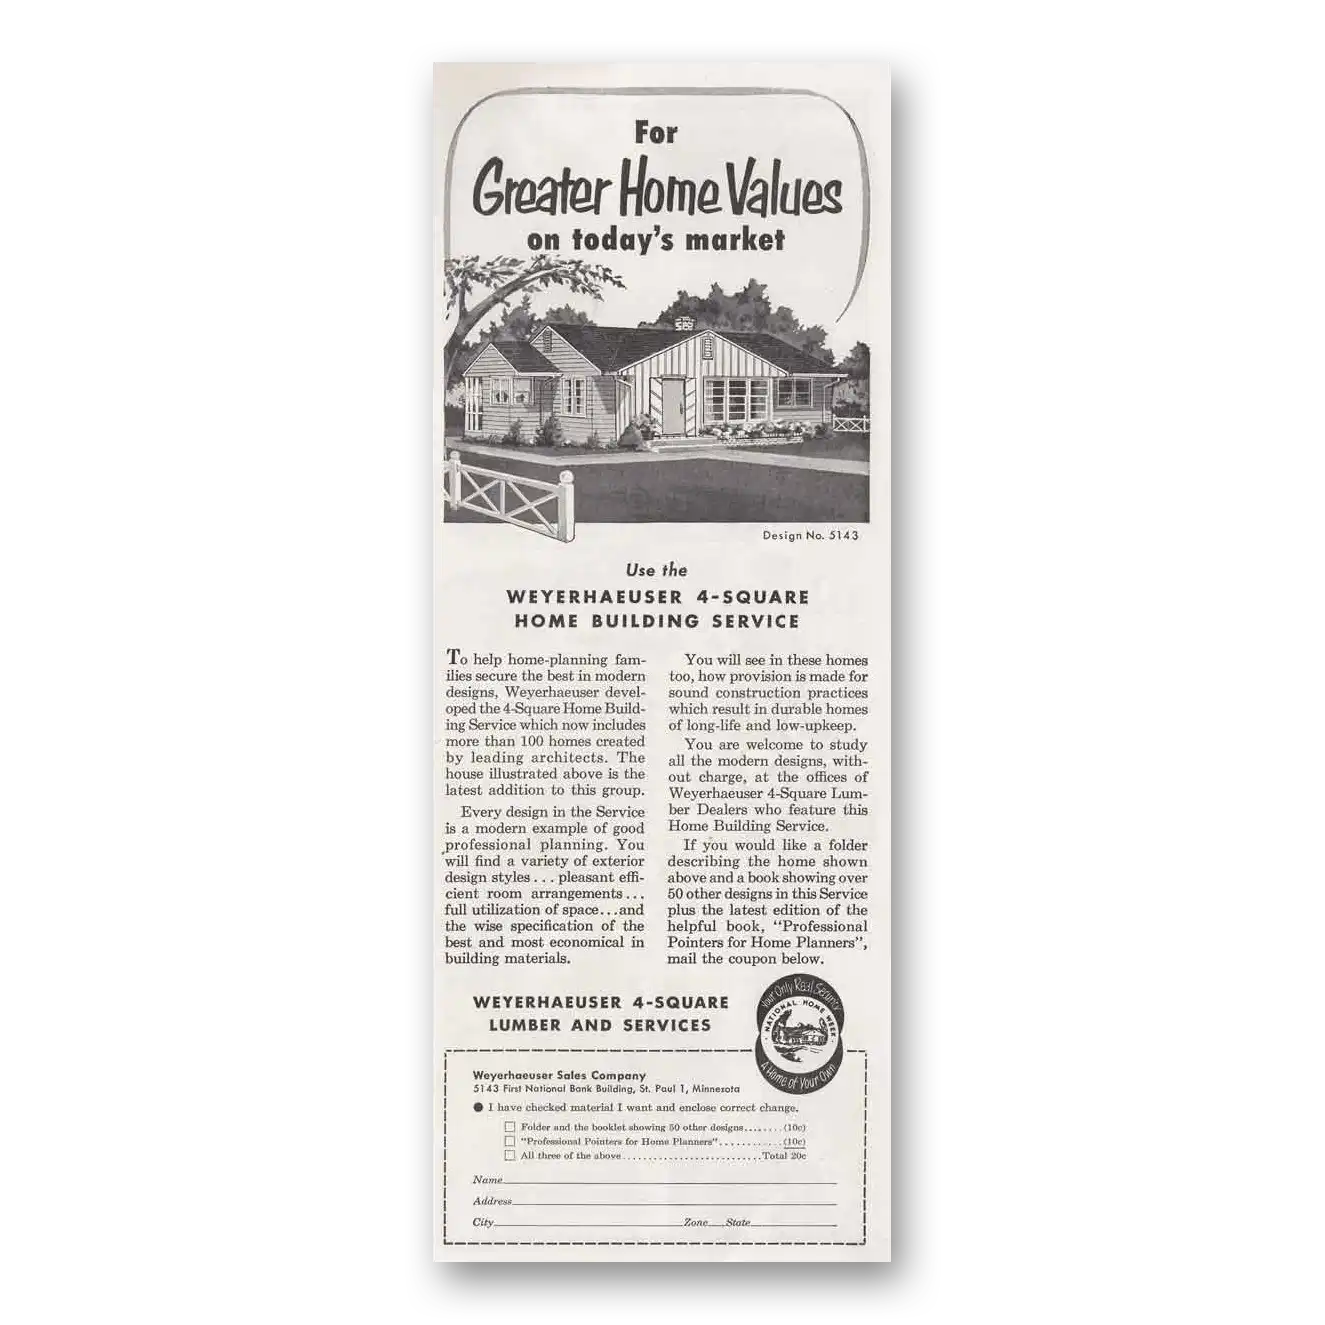 For
Greater Home Values
on today's market
Design No. 5143
Use the
WEYERHAEUSER 4-SQUARE
HOME BUILDING SERVICE
To help home-planning fam-
ilies secure the best in modern
designs, Weyerhaeuser devel-
oped the 4-Square Home Build-
ing Service which now includes
more than 100 homes created
by leading architects. The
house illustrated above is the
latest addition to this group.
Every design in the Service
is a modern example of good
professional planning. You
will find a variety of exterior
design styles . . . pleasant effi-
cient room arrangements . . .
full utilization of space...and
the wise specification of the
best and most economical in
building materials.
You will see in these homes
too, how provision is made for
sound construction practices
which result in durable homes
of long-life and low-upkeep.
You are welcome to study
all the modern designs, with-
out charge, at the offices of
Weyerhaeuser 4-Square Lum-
ber Dealers who feature this
Home Building Service.
If you would like a folder
describing the home shown
above and a book showing over
50 other designs in this Service
plus the latest edition of the
helpful book, "Professional
Pointers for Home Planners",
mail the coupon below.
WEYERHAEUSER 4-SQUARE
LUMBER AND SERVICES
Your Only Real Security
NATIONAL HOME WEEK
A Home of Your Own
Weyerhaeuser Sales Company
5143 First National Bank Building, St. Paul 1, Minnesota
● I have checked material I want and enclose correct change.
☐ Folder and the booklet showing 50 other designs........(10c)
☐ "Professional Pointers for Home Planners"............(10c)
☐ All three of the above..........................Total 20c
Name
Address
City Zone State